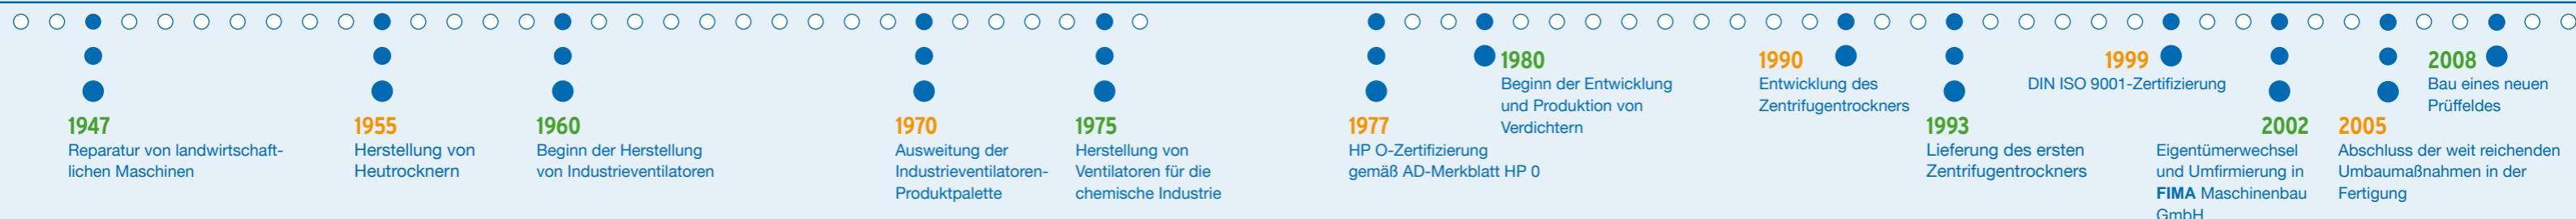 1947
Reparatur von landwirtschaft-
lichen Maschinen
1955
Herstellung von
Heutrocknern
1960
Beginn der Herstellung
von Industrieventilatoren
1970
Ausweitung der
Industrieventilatoren-
Produktpalette
1975
Herstellung von
Ventilatoren für die
chemische Industrie
1977
HP O-Zertifizierung
gemäß AD-Merkblatt HP 0
1980
Beginn der Entwicklung
und Produktion von
Verdichtern
1990
Entwicklung des
Zentrifugentrockners
1993
Lieferung des ersten
Zentrifugentrockners
1999
DIN ISO 9001-Zertifizierung
2002
Eigentümerwechsel
und Umfirmierung in
FIMA Maschinenbau
GmbH
2005
Abschluss der weit reichenden
Umbaumaßnahmen in der
Fertigung
2008
Bau eines neuen
Prüffeldes